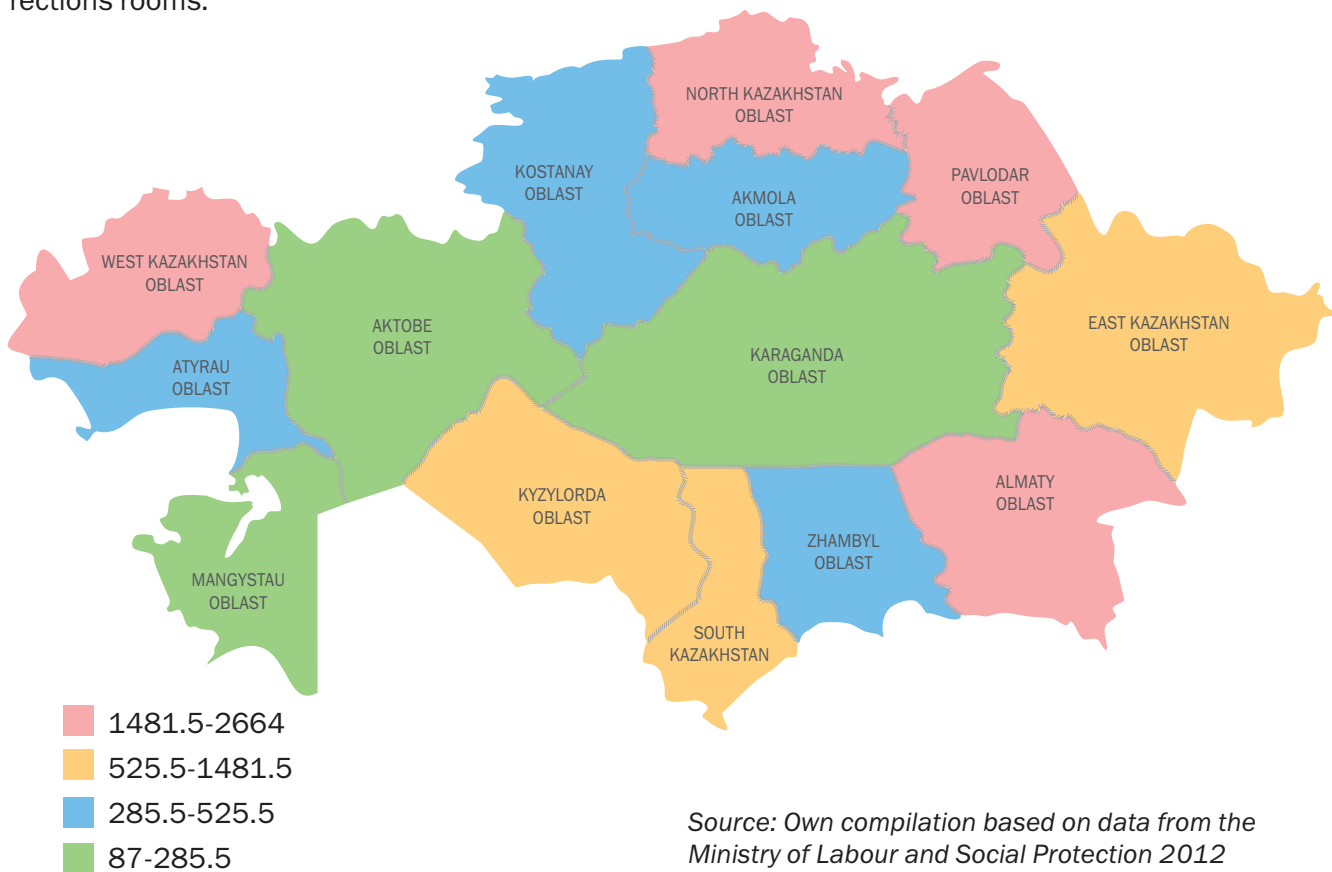 rections rooms.
NORTH KAZAKHSTAN
OBLAST
KOSTANAY
OBLAST
AKMOLA
OBLAST
PAVLODAR
OBLAST
WEST KAZAKHSTAN
OBLAST
AKTOBE
OBLAST
EAST KAZAKHSTAN
OBLAST
KARAGANDA
OBLAST
ATYRAU
OBLAST
KYZYLORDA
OBLAST
ALMATY
OBLAST
ZHAMBYL
OBLAST
MANGYSTAU
OBLAST
SOUTH
KAZAKHSTAN
1481.5-2664
525.5-1481.5
285.5-525.5
87-285.5
Source: Own compilation based on data from the
Ministry of Labour and Social Protection 2012